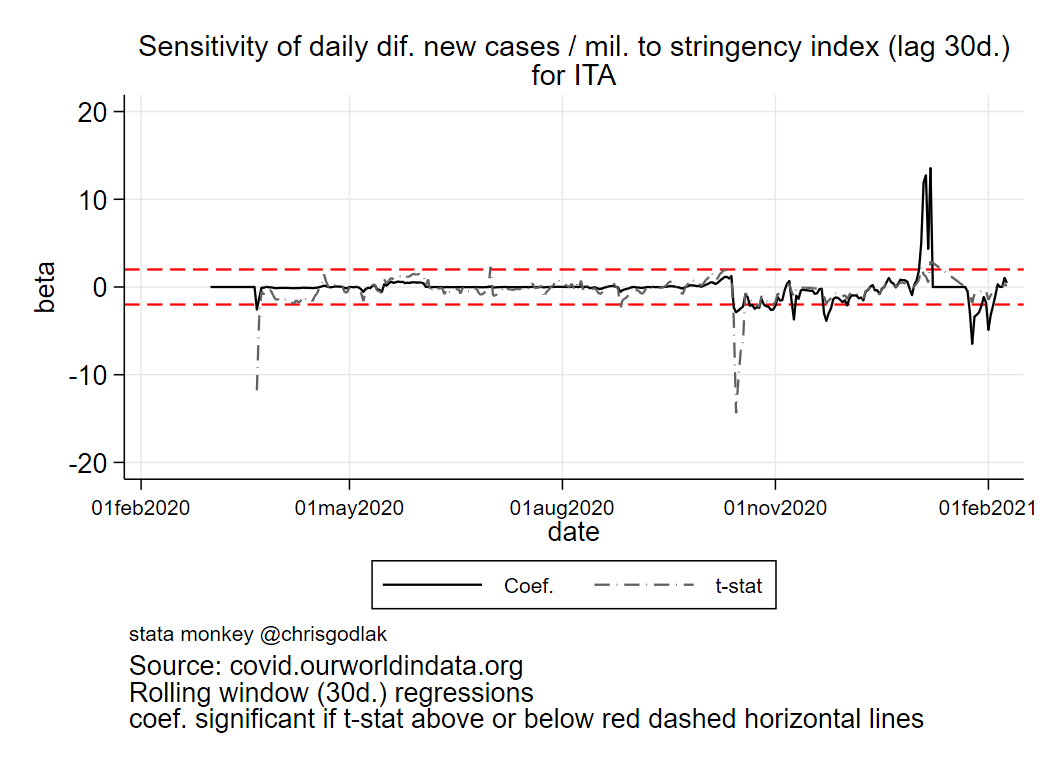 Sensitivity of daily dif. new cases / mil. to stringency index (lag 30d.)
for ITA
beta
20
10
0
-10
-20
01feb2020 01may2020 01aug2020 01nov2020 01feb2021
date
Coef. t-stat
stata monkey @chrisgodlak
Source: covid.ourworldindata.org
Rolling window (30d.) regressions
coef. significant if t-stat above or below red dashed horizontal lines